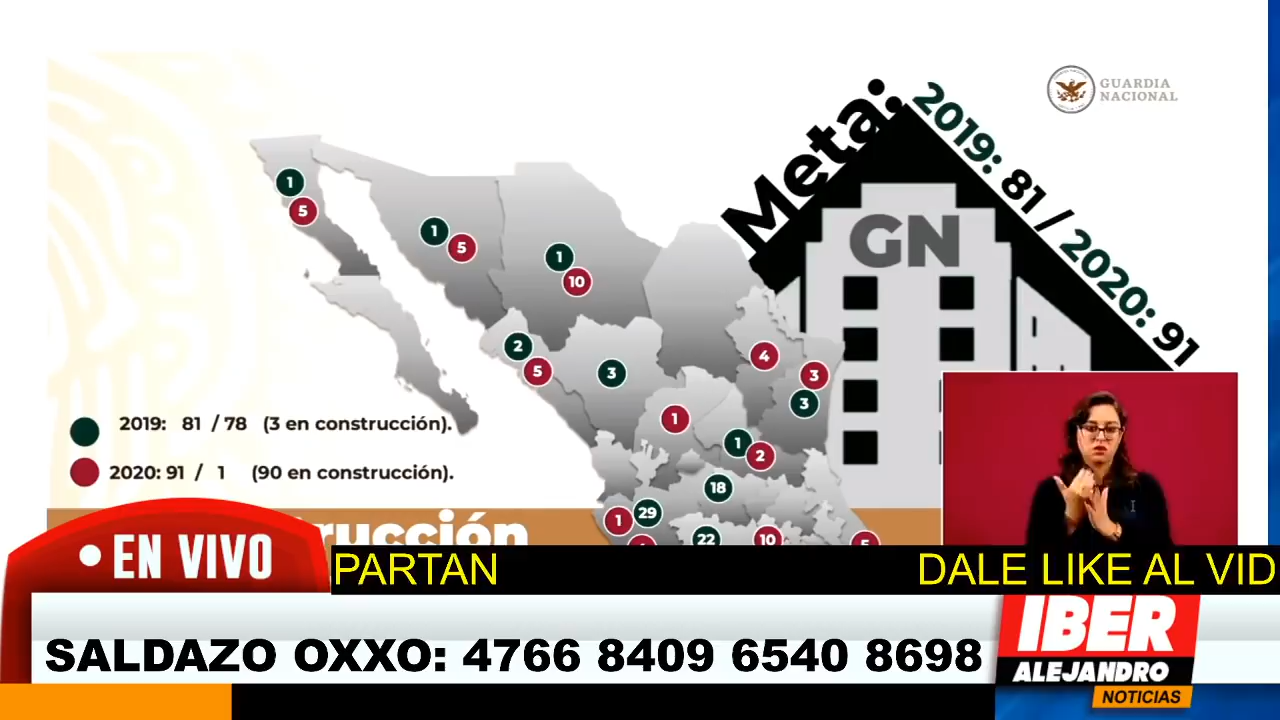 GUARDIA
NACIONAL
Meta:
2019: 81 / 2020: 91
GN
1
5
1
5
1
10
2
5
3
4
3
3
1
1
2
18
1
29
22
10
2019: 81 / 78 (3 en construcción).
2020: 91 / 1 (90 en construcción).
rucción
EN VIVO
PARTAN
DALE LIKE AL VID
SALDAZO OXXO: 4766 8409 6540 8698
IBER
ALEJANDRO
NOTICIAS